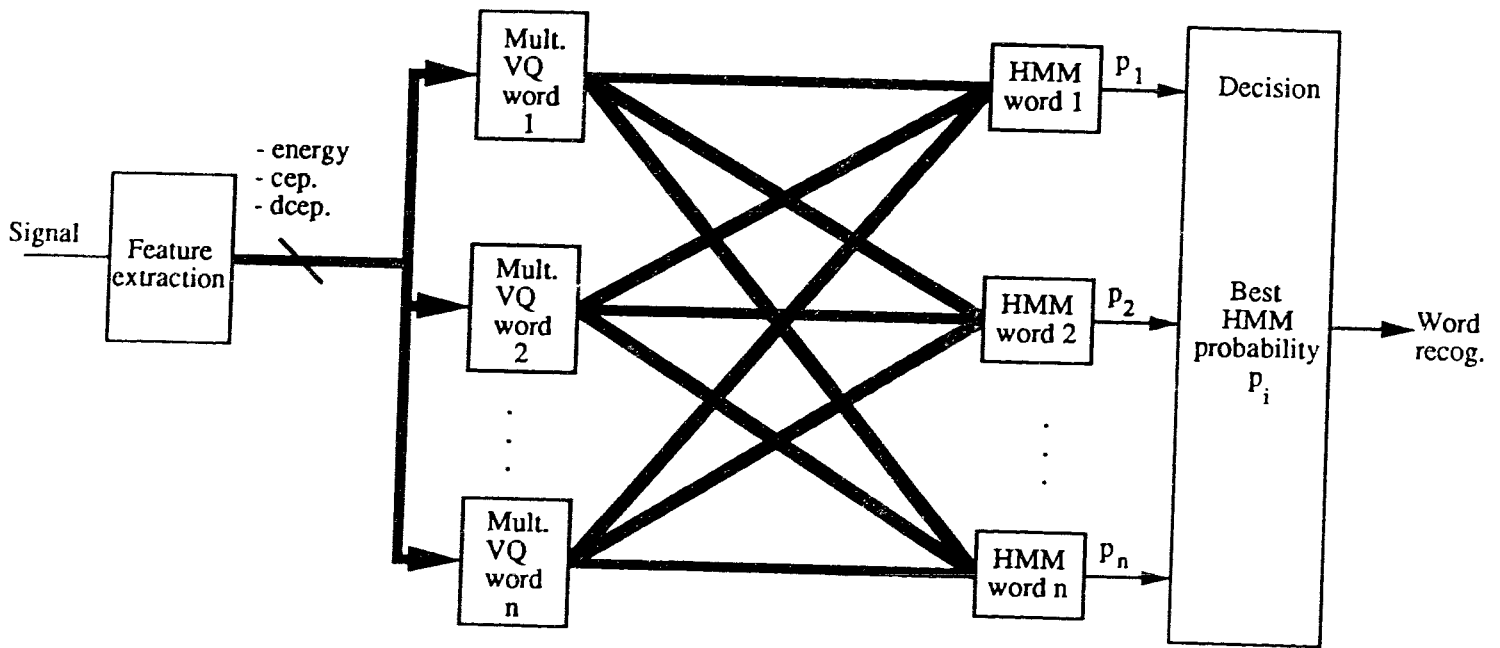 Signal
Feature
extraction
- energy
- cep.
- dcep.
Mult.
VQ
word
1
Mult.
VQ
word
2
.
.
.
Mult.
VQ
word
n
HMM
word 1
HMM
word 2
.
.
.
HMM
word n
p1
p2
pn
Decision
Best
HMM
probability
pi
Word
recog.